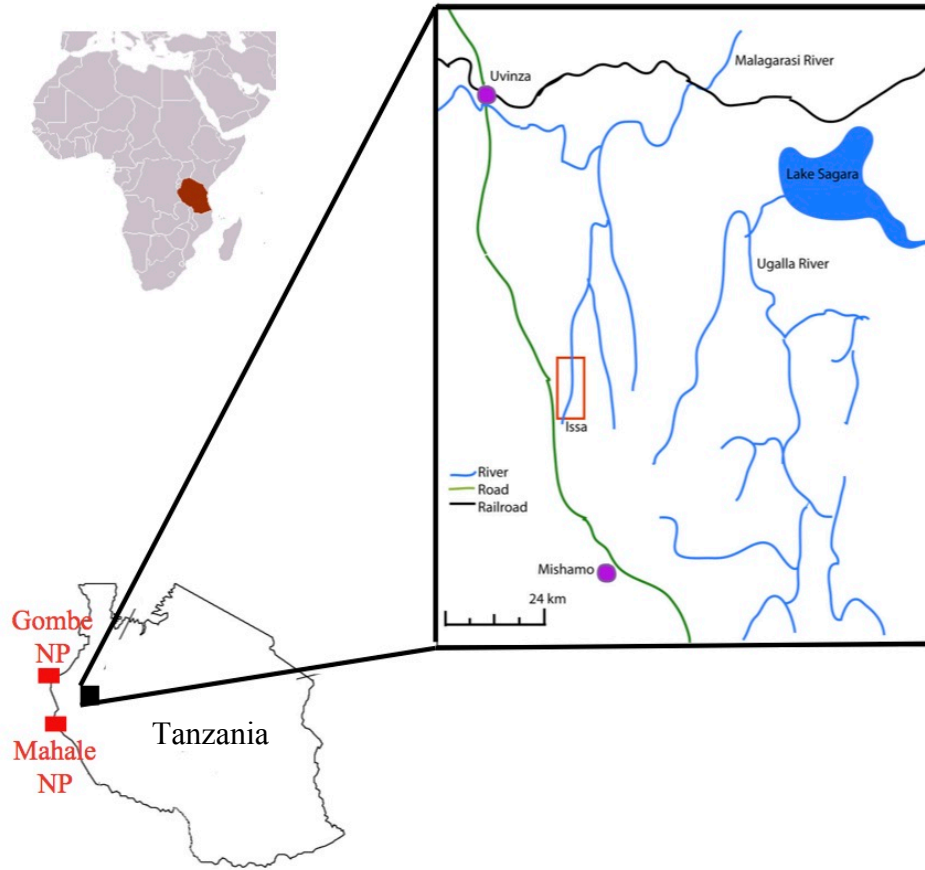 Malagarasi River
Uvinza
Lake Sagara
Ugalla River
Issa
River
Road
Railroad
Mishamo
24 km
Gombe
NP
Mahale
NP
Tanzania